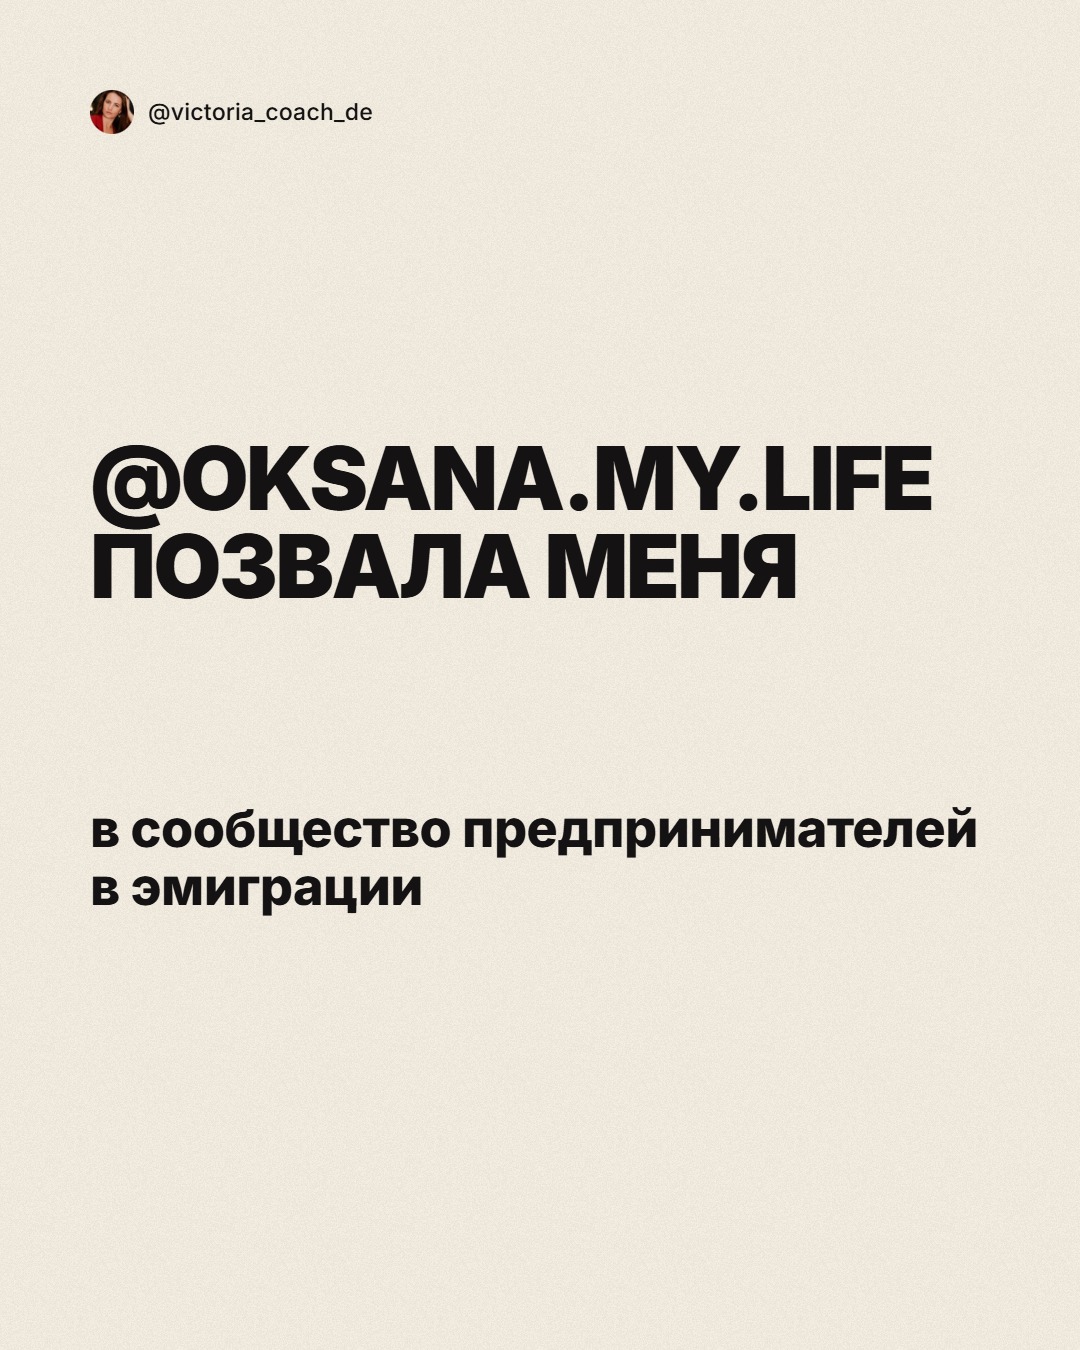 @victoria_coach_de
@OKSANA.MY.LIFE
ПОЗВАЛА МЕНЯ
в сообщество предпринимателей
в эмиграции